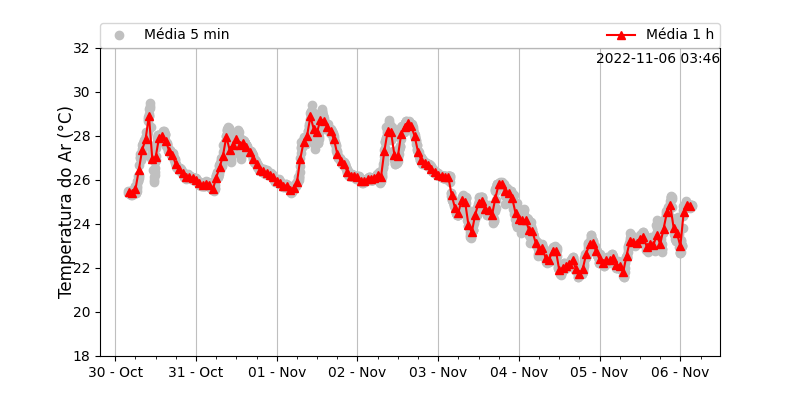 Média 5 min
Média 1 h
2022-11-06 03:46
Temperatura do Ar (°C)
32
30
28
26
24
22
20
18
30 - Oct
31 - Oct
01 - Nov
02 - Nov
03 - Nov
04 - Nov
05 - Nov
06 - Nov